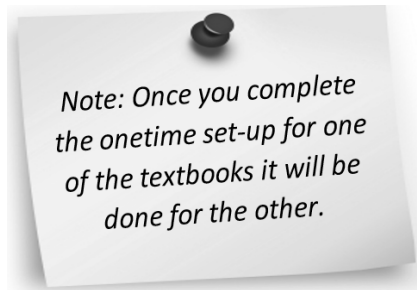 Note: Once you complete
the onetime set-up for one
of the textbooks it will be
done for the other.